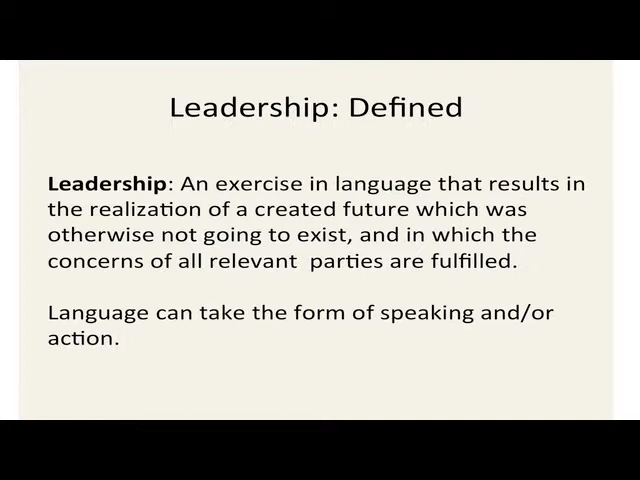 Leadership: Defined
Leadership: An exercise in language that results in
the realization of a created future which was
otherwise not going to exist, and in which the
concerns of all relevant  parties are fulfilled.
Language can take the form of speaking and/or
action.